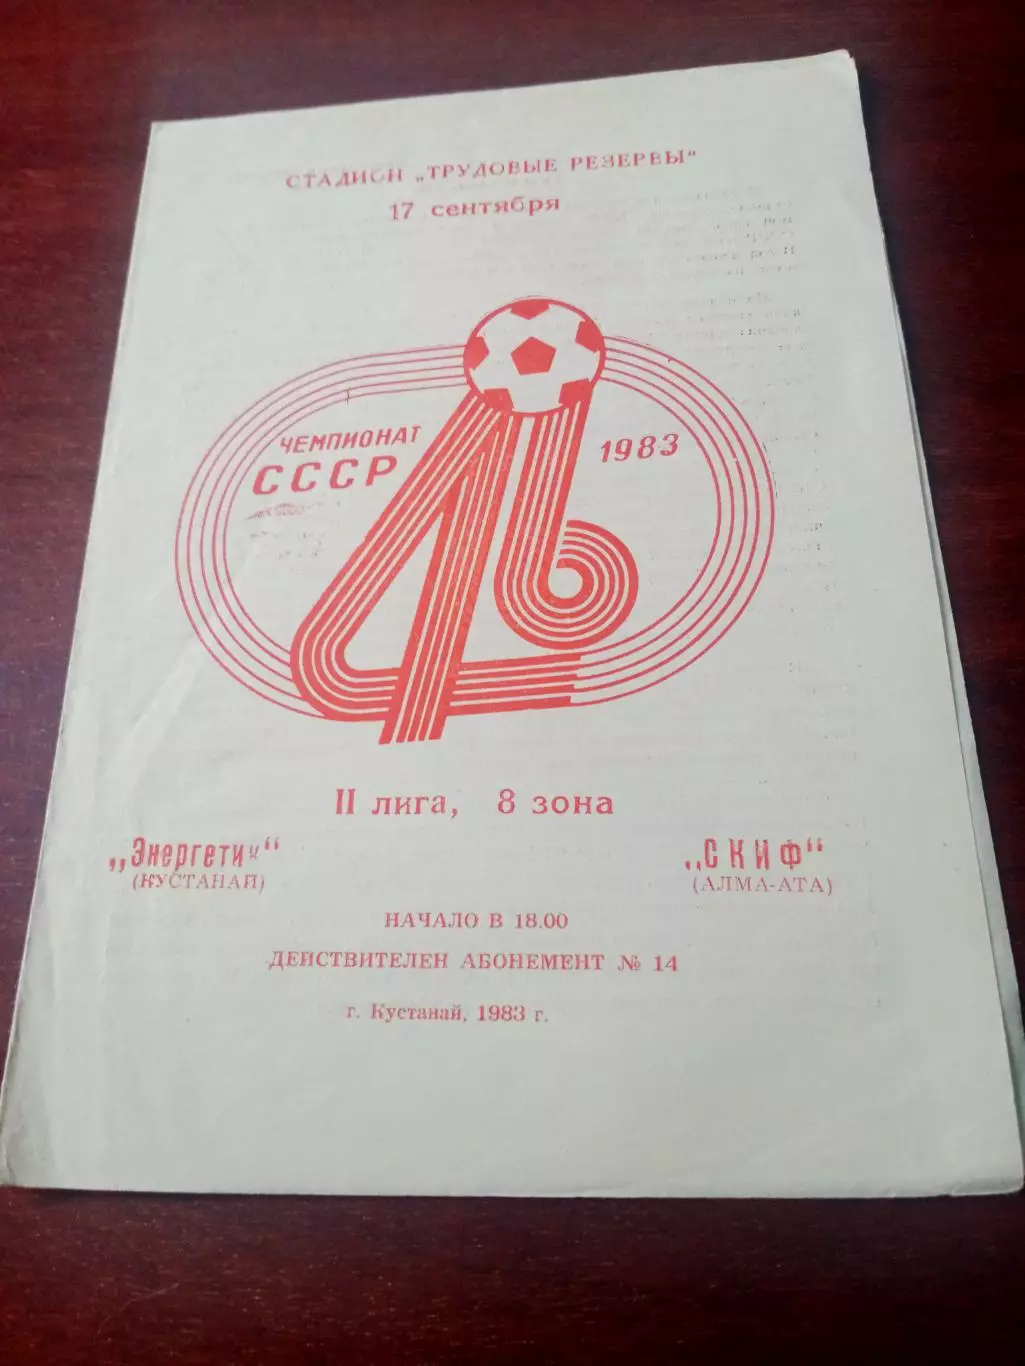 СТАДИОН „ТРУДОВЫЕ РЕЗЕРВЫ“
17 сентября
ЧЕМПИОНАТ
СССР
1983
46
II лига, 8 зона
„Энергетик“
(КУСТАНАЙ)
„СКИФ“
(АЛМА-АТА)
НАЧАЛО В 18.00
ДЕЙСТВИТЕЛЕН АБОНЕМЕНТ № 14
г. Кустанай, 1983 г.